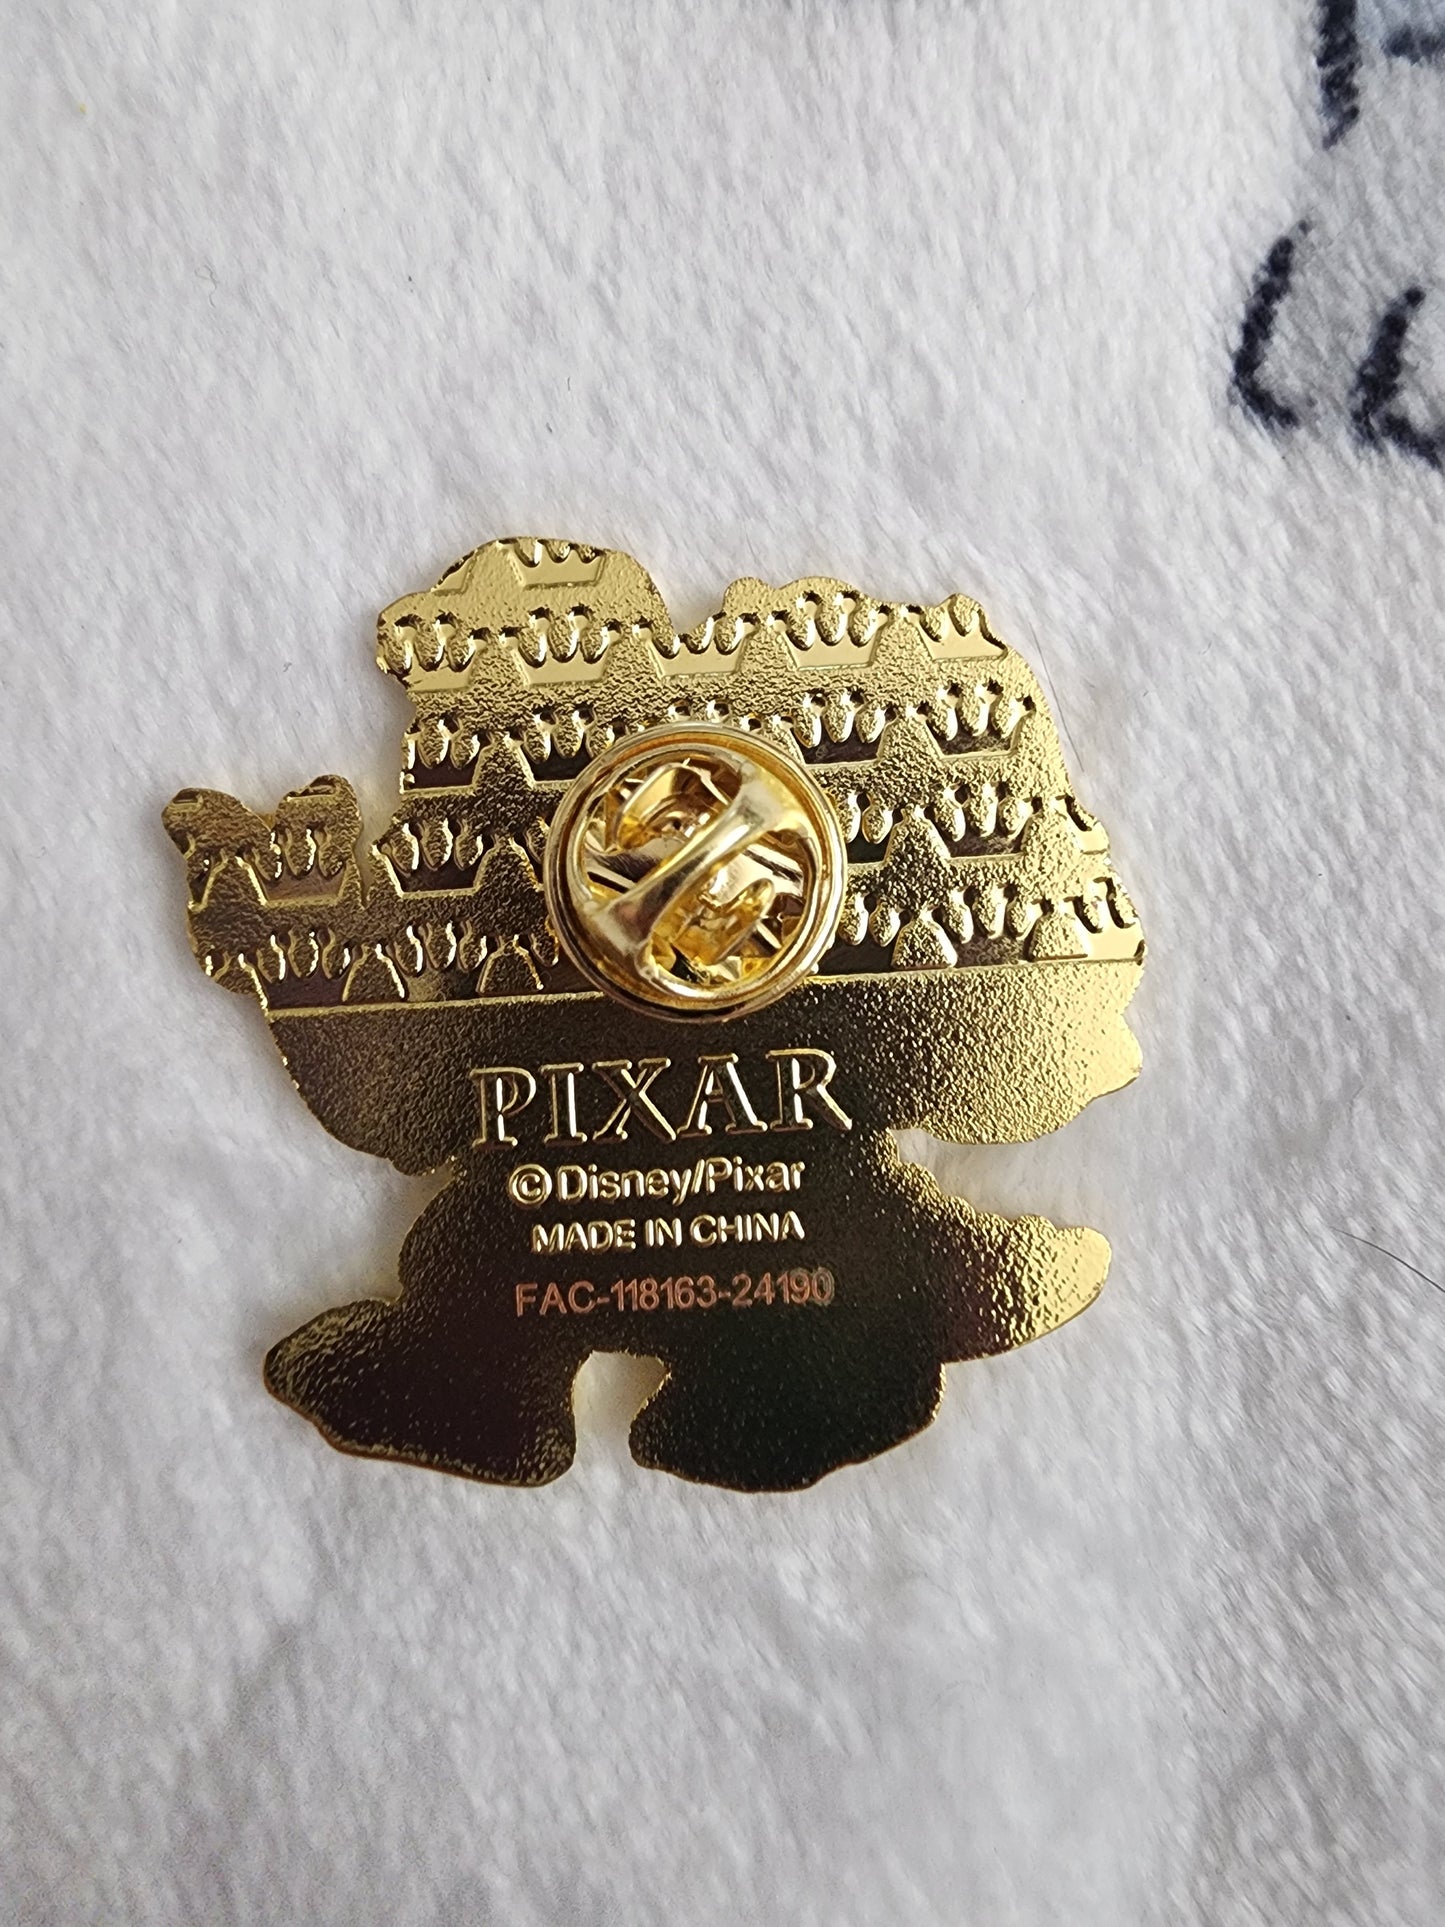 PIXAR
©Disney/Pixar
MADE IN CHINA
FAC-118163-24190